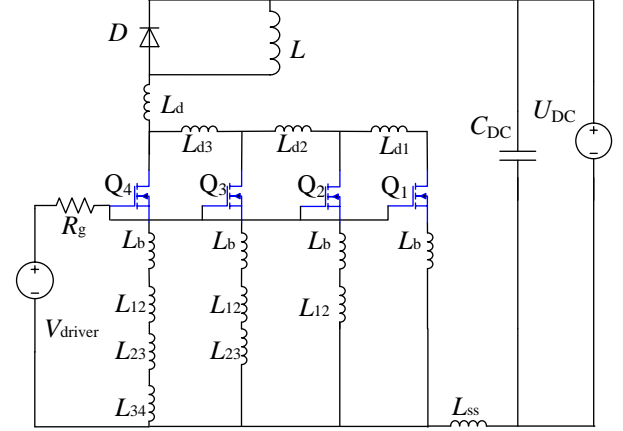 D
L
Ld
Ld3
Ld2
Ld1
CDC
UDC
Q4
Q3
Q2
Q1
Rg
Lb
Lb
Lb
Lb
Vdriver
L12
L12
L12
L23
L23
L34
Lss